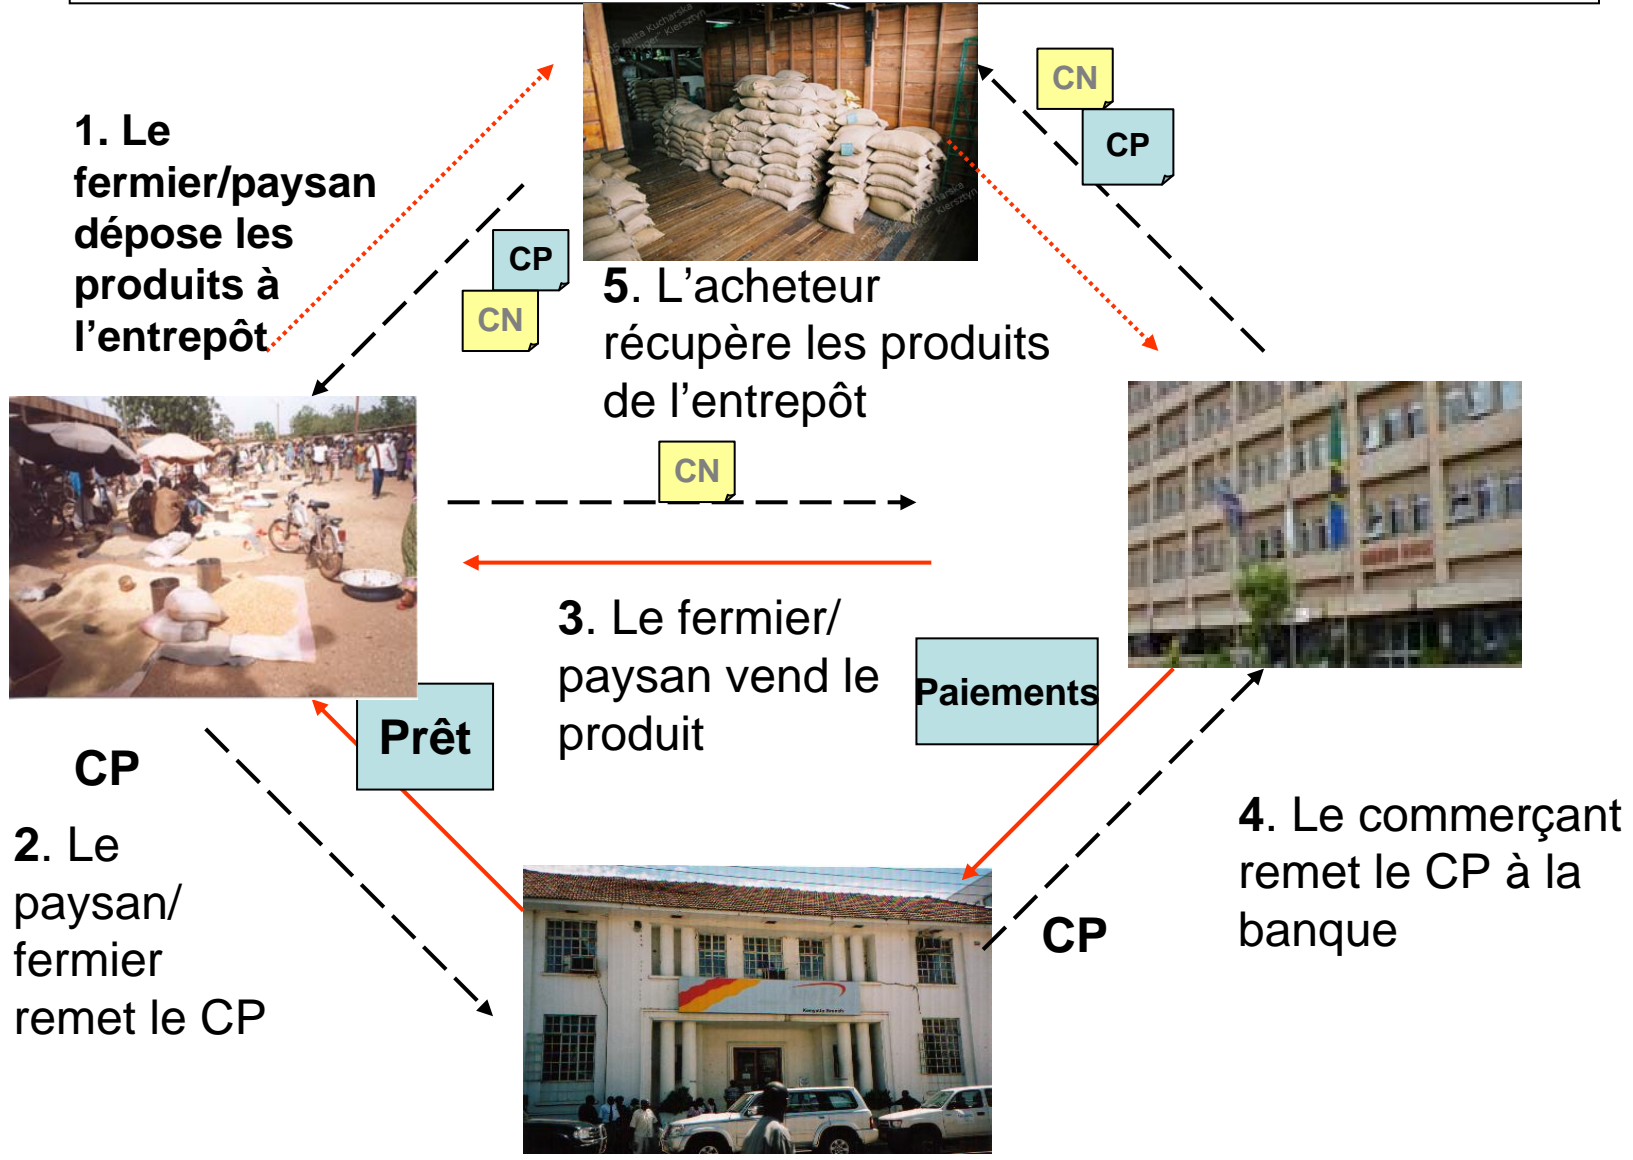 1. Le
fermier/paysan
dépose les
produits à
l’entrepôt
CN
CP
CP
CN
5. L’acheteur
récupère les produits
de l’entrepôt
CN
3. Le fermier/
paysan vend le
produit
Paiements
Prêt
CP
2. Le
paysan/
fermier
remet le CP
4. Le commerçant
remet le CP à la
banque
CP